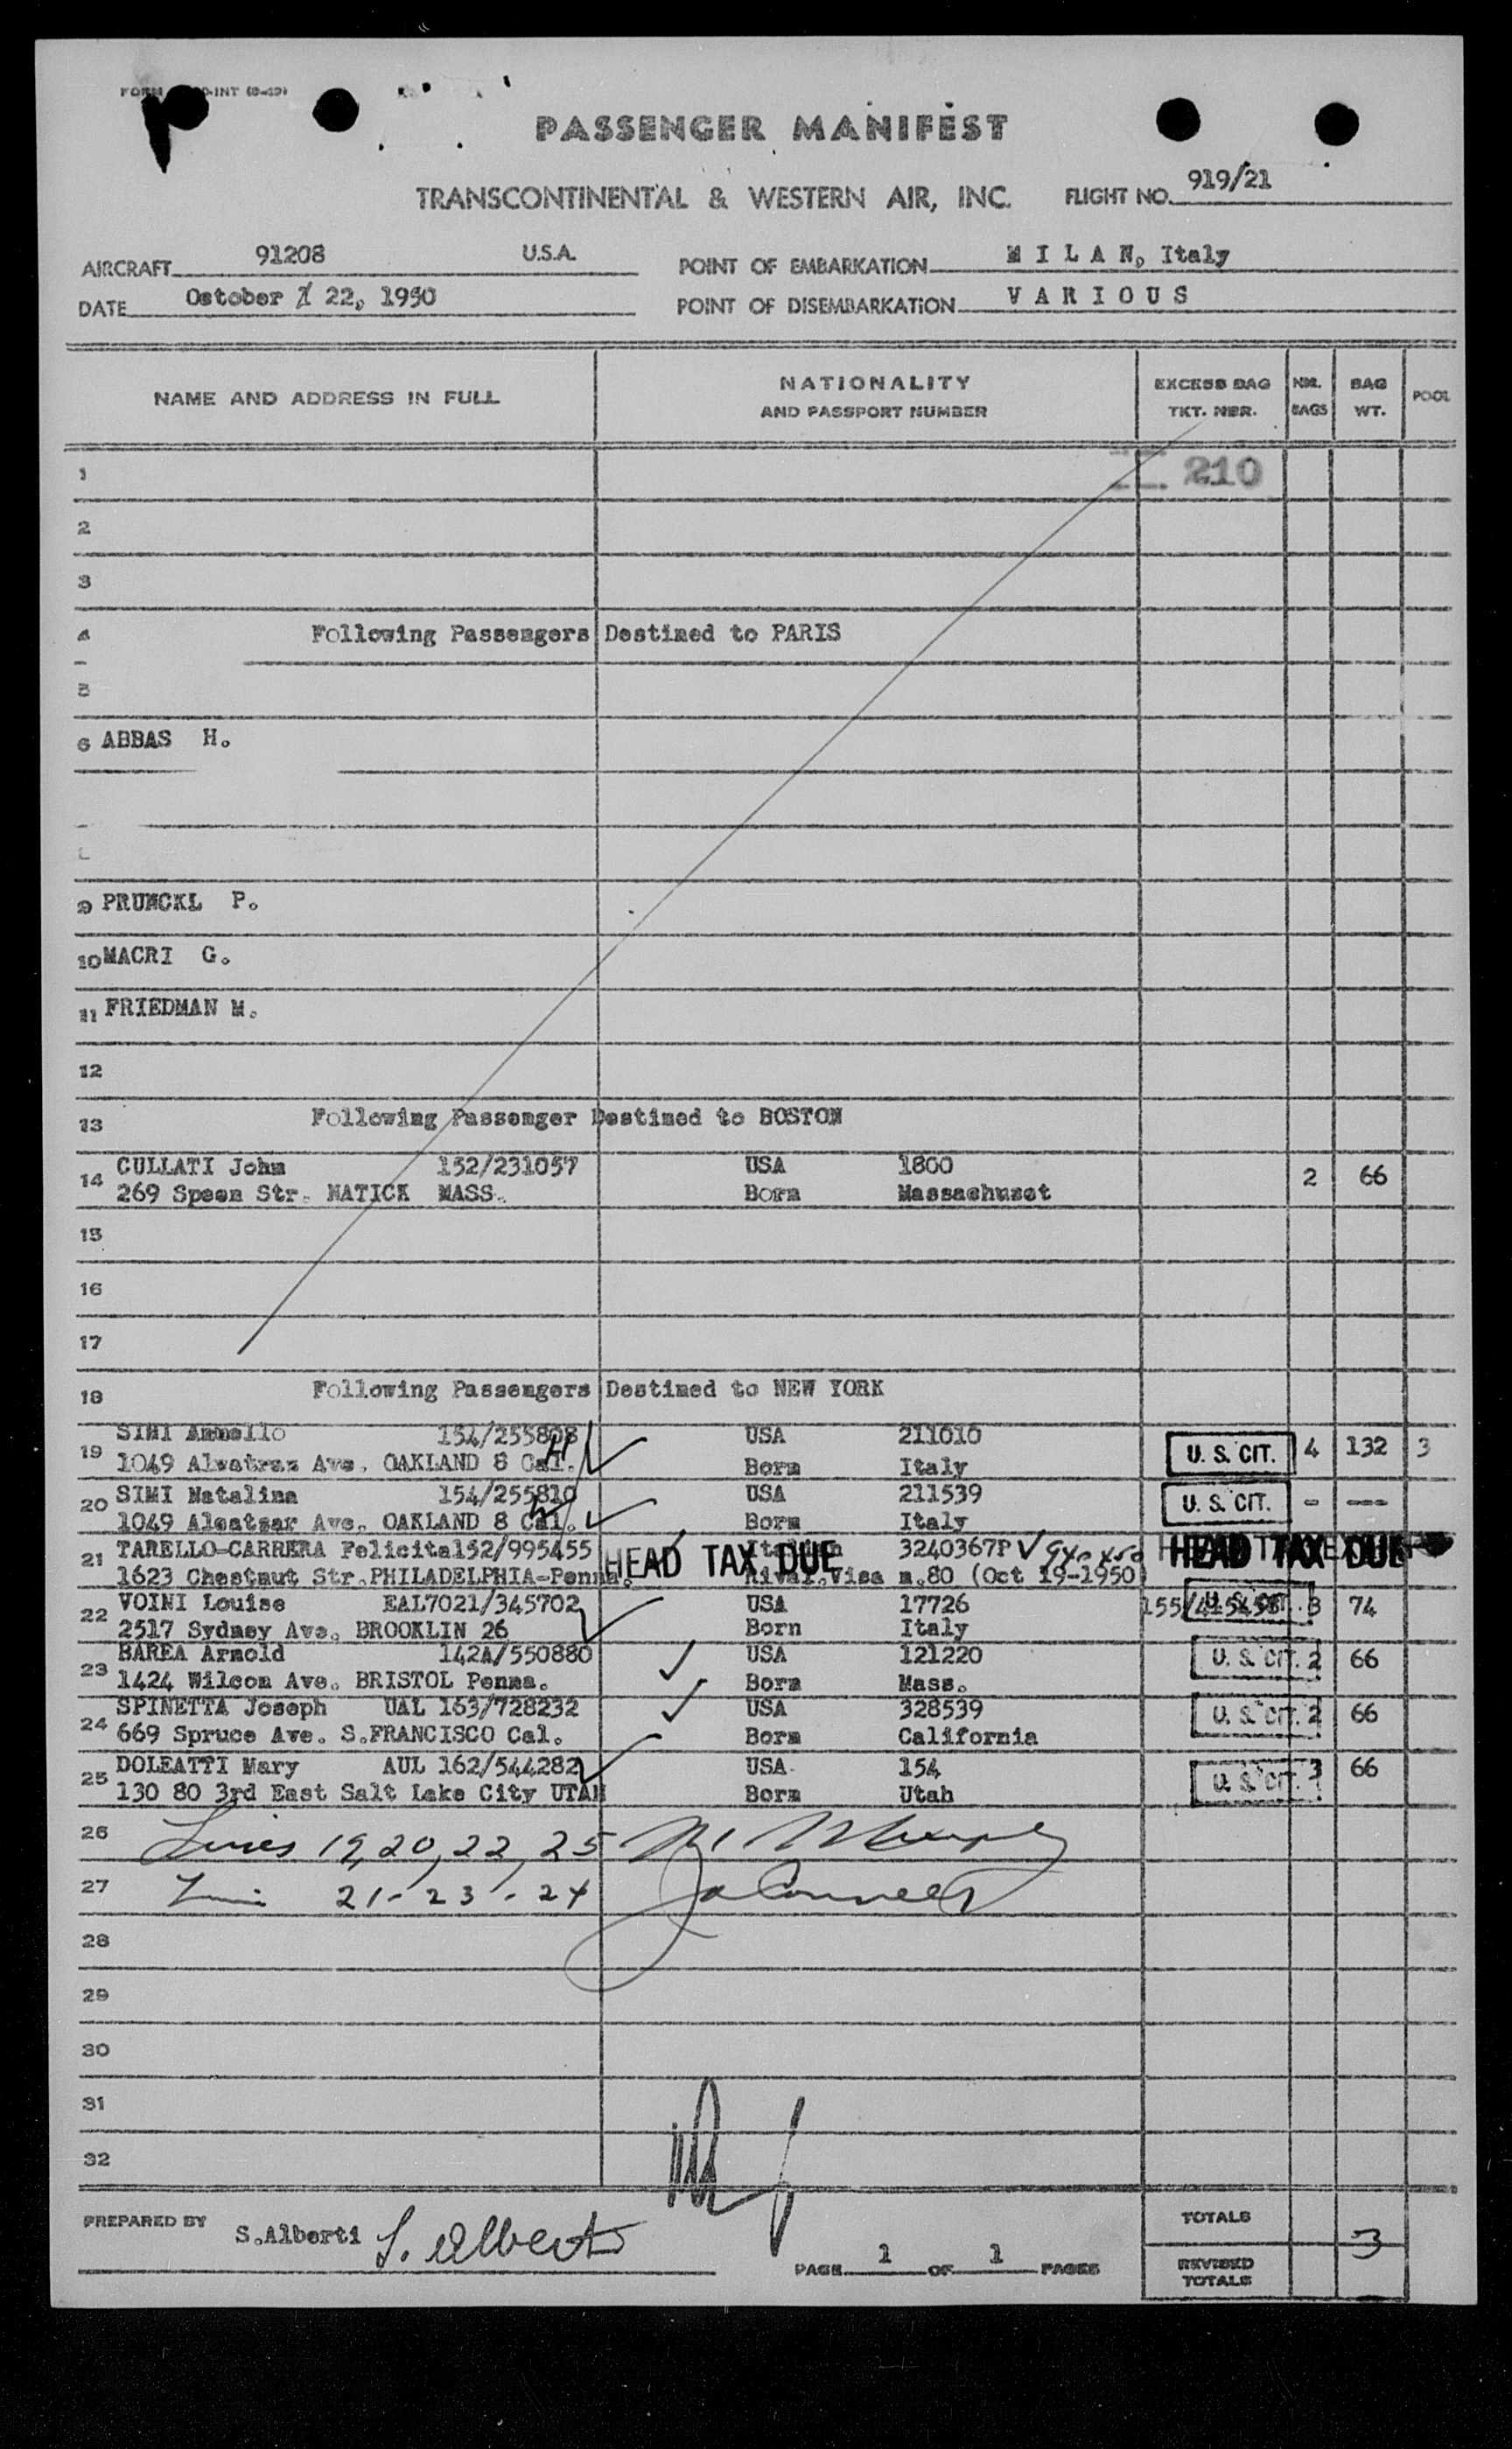 PASSENGER MANIFEST
TRANSCONTINENTAL & WESTERN AIR, INC. FLIGHT NO. 919/21
AIRCRAFT 91208 U.S.A. POINT OF EMBARKATION M I L A N, Italy
DATE Ostober 22, 1950 POINT OF DISEMBARKATION V A R I O U S
NAME AND ADDRESS IN FULL NATIONALITY AND PASSPORT NUMBER EXCESS BAG TKT. NBR. NM. BAGS BAG WT. POOL
1 210
2
3
4 Following Passengers Destined to PARIS
5
6 ABBAS H.
9 PRUNCKL P.
10 MACRI G.
11 FRIEDMAN M.
12
13 Following Passenger Destined to BOSTON
14 CULLATI John 152/231057 USA 1800 2 66
269 Speen Str. NATICK MASS. Born Massachuset
15
16
17
18 Following Passengers Destined to NEW YORK
19 SIMI 154/255808 USA 211010 U. S. CIT. 4 132 3
1049 Ave. OAKLAND 8 Cal. Born Italy
20 SIMI Natalina 154/255810 USA 211539 U. S. CIT. - ---
1049 Ave. OAKLAND 8 Cal. Born Italy
21 TARELLO-CARRERA Felicita 152/995455 HEAD TAX DUE 3240367P HEAD TAX DUE
1623 Chestnut Str. PHILADELPHIA-Penna. Visa n.80 (Oct 19-1950)
22 VOINI Louise EAL7021/345702 USA 17726 U. S. CIT. 3 74
2517 Sydney Ave. BROOKLIN 26 Born Italy
23 BAREA Arnold 142A/550880 USA 121220 U. S. CIT. 2 66
1424 Wilcon Ave. BRISTOL Penna. Born Mass.
24 SPINETTA Joseph UAL 163/728232 USA 328539 U. S. CIT. 2 66
669 Spruce Ave. S.FRANCISCO Cal. Born California
25 DOLEATTI Mary AUL 162/544282 USA 154 U. S. CIT. 3 66
130 80 3rd East Salt Lake City UTAH Born Utah
26 Lines 19, 20, 22, 25
27 21 - 23 - 24
28
29
30
31
32
PREPARED BY S.Alberti S. Alberti TOTALS 3
PAGE 1 OF 1 PAGES REVISED TOTALS